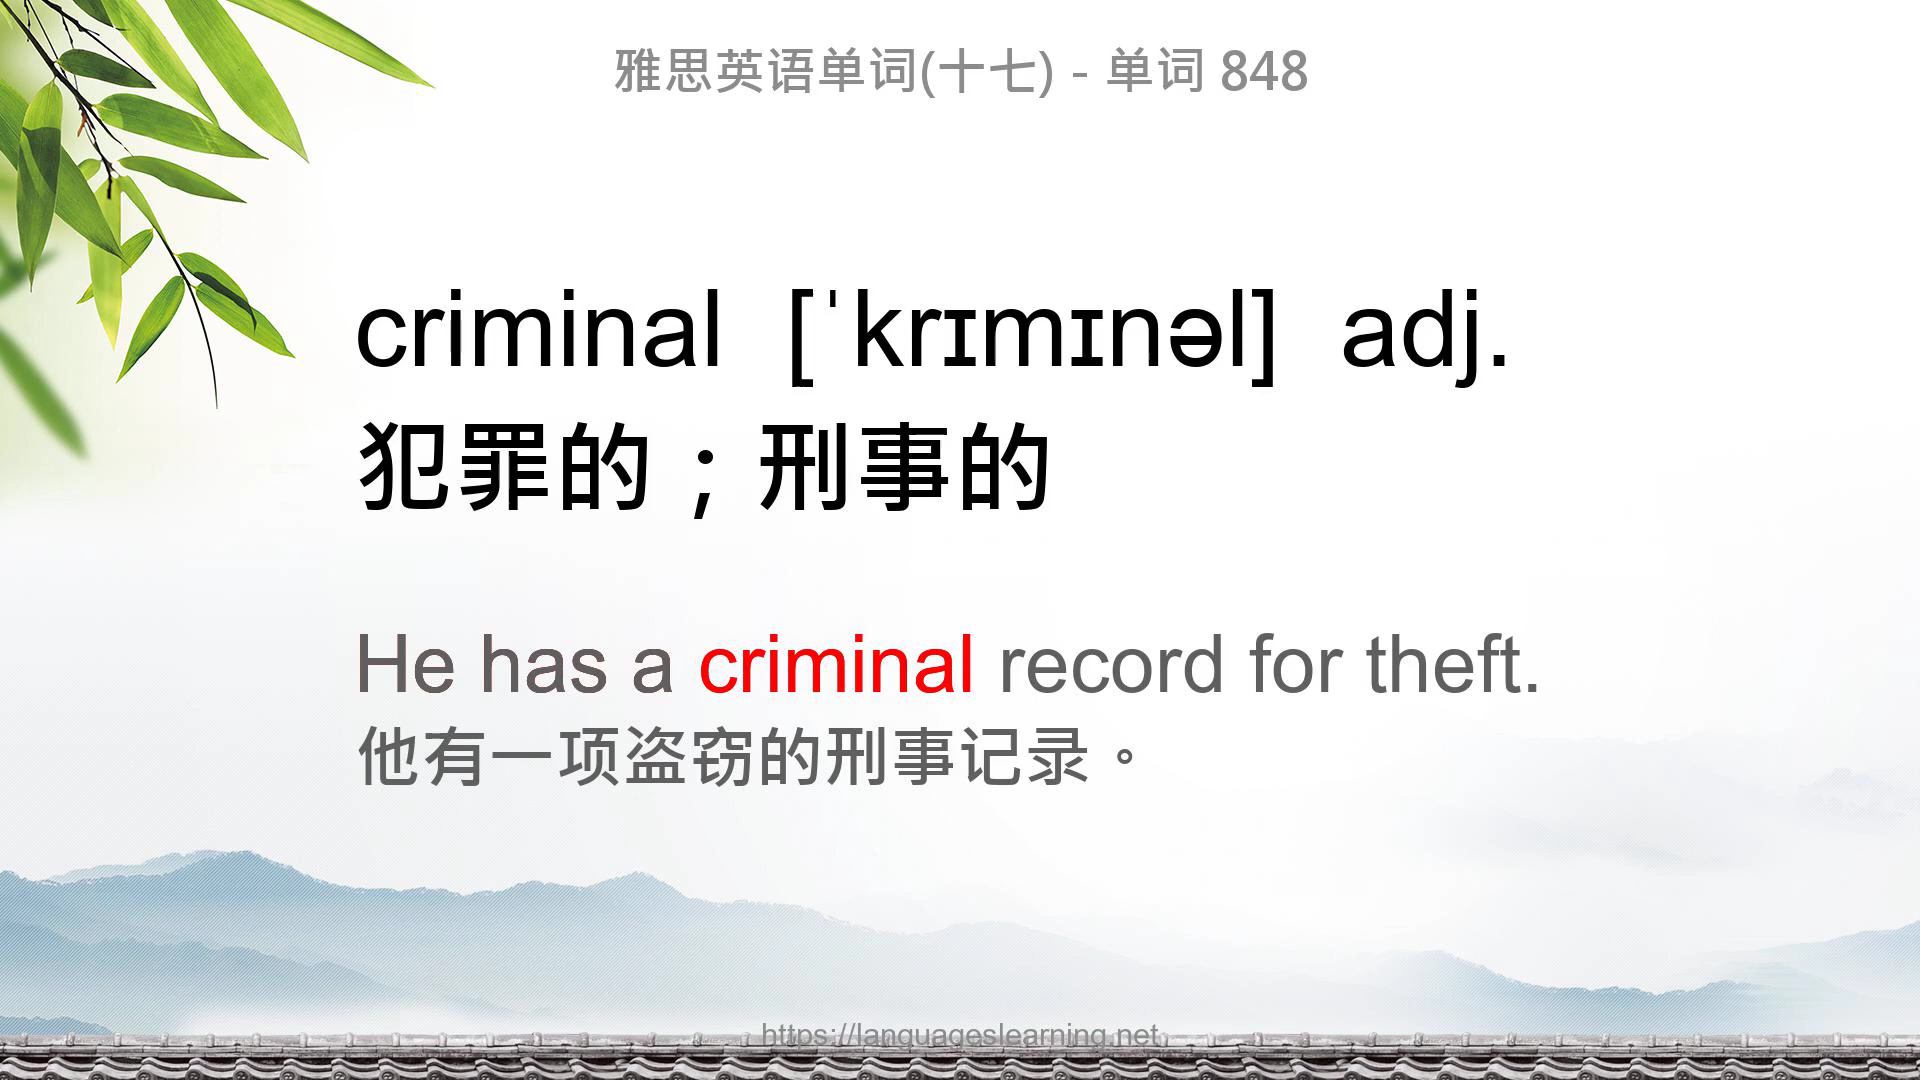 雅思英语单词(十七) - 单词 848
criminal [ˈkrɪmɪnəl] adj.
犯罪的；刑事的
He has a criminal record for theft.
他有一项盗窃的刑事记录。
https://languageslearning.net